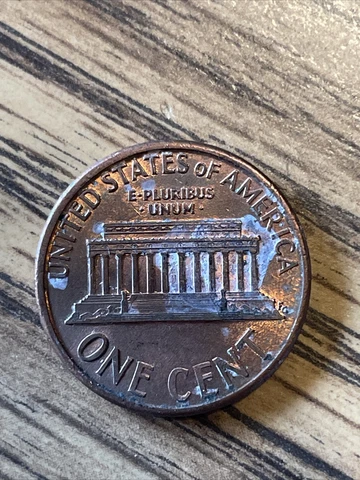 UNITED STATES OF AMERICA
E·PLURIBUS
·UNUM·
ONE CENT